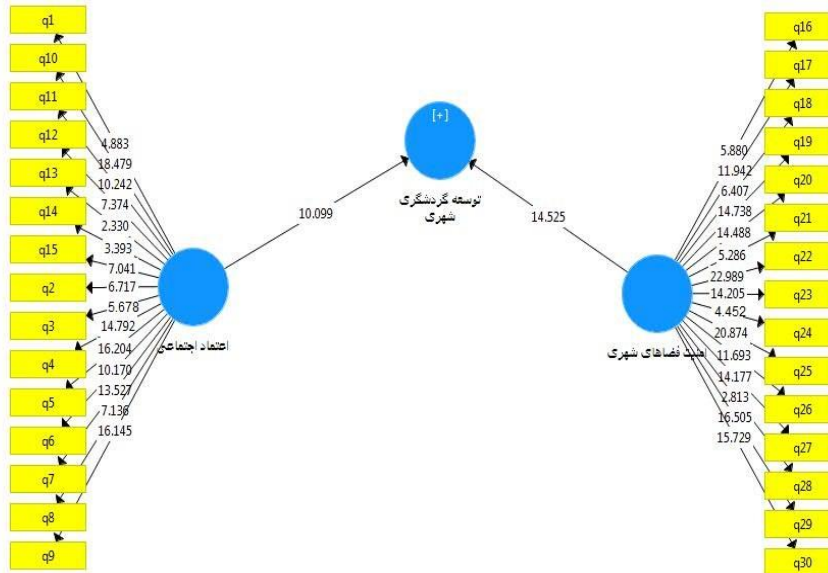 q1
q10
q11
q12
q13
q14
q15
q2
q3
q4
q5
q6
q7
q8
q9
4.883
18.479
10.242
7.374
2.330
3.393
7.041
6.717
5.678
14.792
16.204
10.170
13.527
7.136
16.145
اعتماد اجتماعی
10.099
[+]
توسعه گردشگری
شهری
14.525
امنیت فضاهای شهری
5.880
11.942
6.407
14.738
14.488
5.286
22.989
14.205
4.452
20.874
11.693
14.177
2.813
16.505
15.729
q16
q17
q18
q19
q20
q21
q22
q23
q24
q25
q26
q27
q28
q29
q30